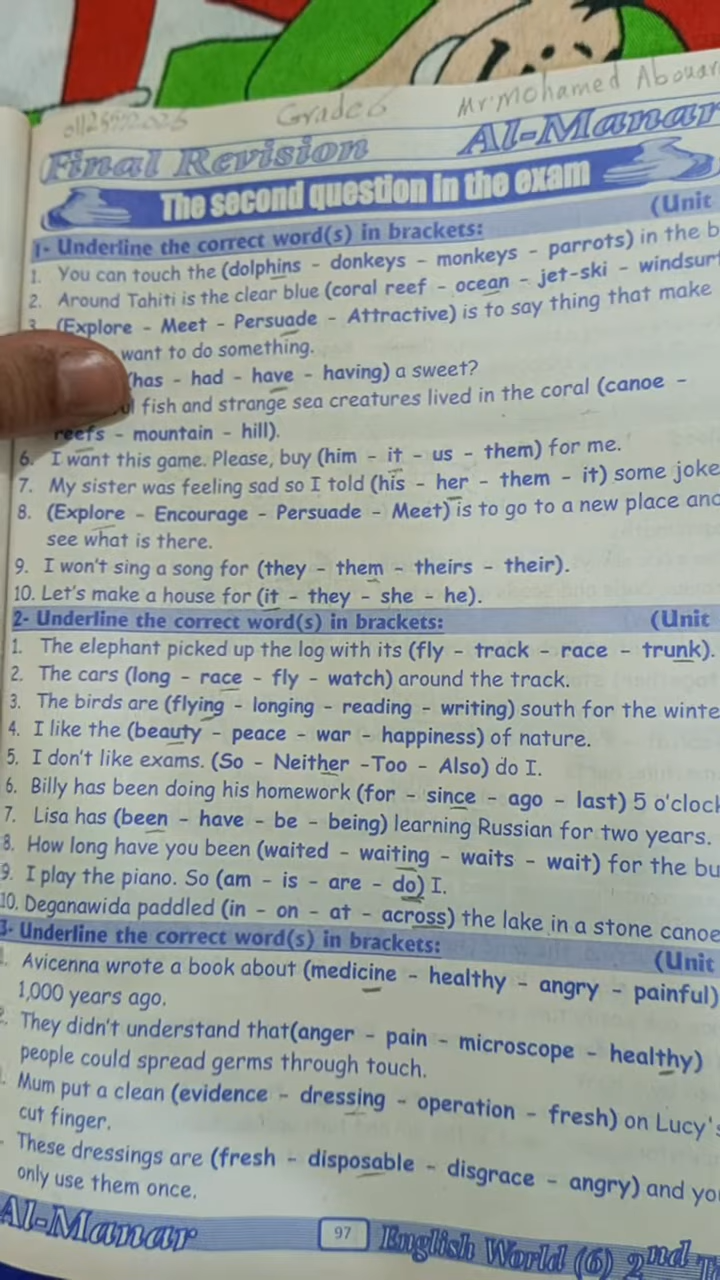 Grade 6 Mr Mohamed
Final Revision Al-Manar
The second question in the exam
1- Underline the correct word(s) in brackets: (Unit
1. You can touch the (dolphins - donkeys - monkeys - parrots) in the b
2. Around Tahiti is the clear blue (coral reef - ocean - jet-ski - windsurf
3. (Explore - Meet - Persuade - Attractive) is to say thing that make
want to do something.
(has - had - have - having) a sweet?
fish and strange sea creatures lived in the coral (canoe -
reefs - mountain - hill).
6. I want this game. Please, buy (him - it - us - them) for me.
7. My sister was feeling sad so I told (his - her - them - it) some joke
8. (Explore - Encourage - Persuade - Meet) is to go to a new place and
see what is there.
9. I won't sing a song for (they - them - theirs - their).
10. Let's make a house for (it - they - she - he).
2- Underline the correct word(s) in brackets: (Unit
1. The elephant picked up the log with its (fly - track - race - trunk).
2. The cars (long - race - fly - watch) around the track.
3. The birds are (flying - longing - reading - writing) south for the winte
4. I like the (beauty - peace - war - happiness) of nature.
5. I don't like exams. (So - Neither -Too - Also) do I.
6. Billy has been doing his homework (for - since - ago - last) 5 o'clock
7. Lisa has (been - have - be - being) learning Russian for two years.
8. How long have you been (waited - waiting - waits - wait) for the bu
9. I play the piano. So (am - is - are - do) I.
10. Deganawida paddled (in - on - at - across) the lake in a stone canoe
3- Underline the correct word(s) in brackets: (Unit
Avicenna wrote a book about (medicine - healthy - angry - painful)
1,000 years ago.
They didn't understand that(anger - pain - microscope - healthy)
people could spread germs through touch.
Mum put a clean (evidence - dressing - operation - fresh) on Lucy's
cut finger.
These dressings are (fresh - disposable - disgrace - angry) and yo
only use them once.
Al-Manar 97 English World (6) 2nd T